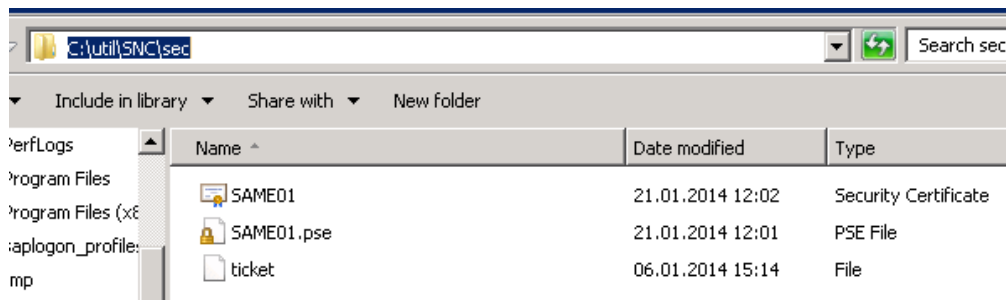 C:\util\SNC\sec
Search sec
Include in library Share with New folder
PerfLogs
Name Date modified Type
Program Files
SAME01 21.01.2014 12:02 Security Certificate
Program Files (x8
SAME01.pse 21.01.2014 12:01 PSE File
saplogon_profiles
ticket 06.01.2014 15:14 File
mp